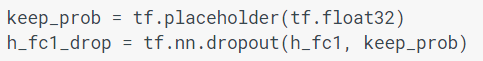 keep_prob = tf.placeholder(tf.float32)
h_fc1_drop = tf.nn.dropout(h_fc1, keep_prob)